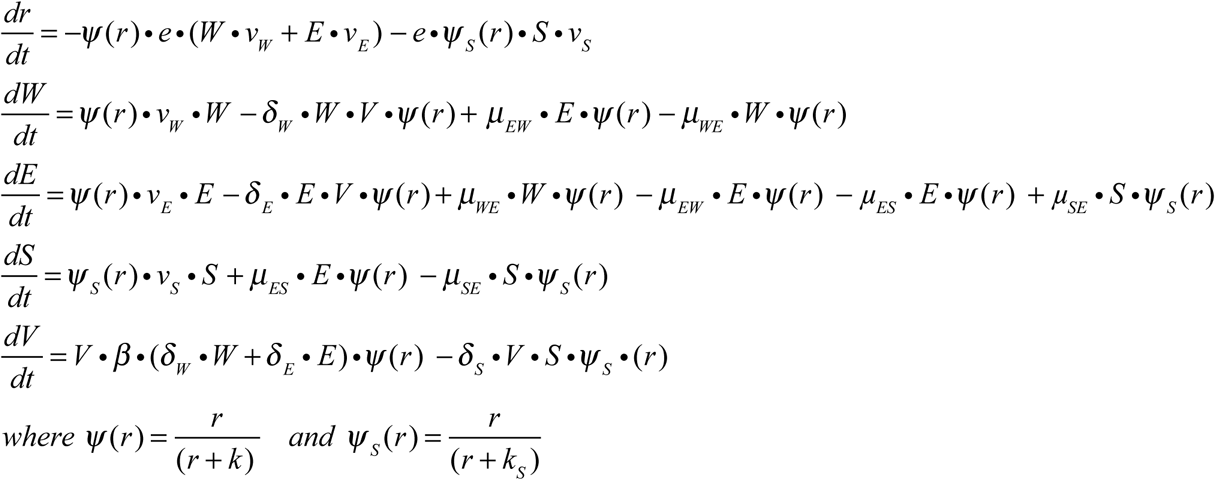 dr/dt = −ψ(r)•e•(W•v_W + E•v_E) − e•ψ_S(r)•S•v_S
dW/dt = ψ(r)•v_W•W − δ_W•W•V•ψ(r) + μ_EW•E•ψ(r) − μ_WE•W•ψ(r)
dE/dt = ψ(r)•v_E•E − δ_E•E•V•ψ(r) + μ_WE•W•ψ(r) − μ_EW•E•ψ(r) − μ_ES•E•ψ(r) + μ_SE•S•ψ_S(r)
dS/dt = ψ_S(r)•v_S•S + μ_ES•E•ψ(r) − μ_SE•S•ψ_S(r)
dV/dt = V•β•(δ_W•W + δ_E•E)•ψ(r) − δ_S•V•S•ψ_S•(r)
where ψ(r) = r/(r + k) and ψ_S(r) = r/(r + k_S)